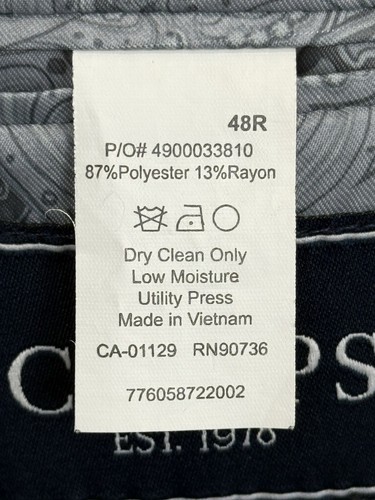 48R
P/O# 4900033810
87%Polyester 13%Rayon
Dry Clean Only
Low Moisture
Utility Press
Made in Vietnam
CA-01129 RN90736
776058722002
C PS
EST. 1978